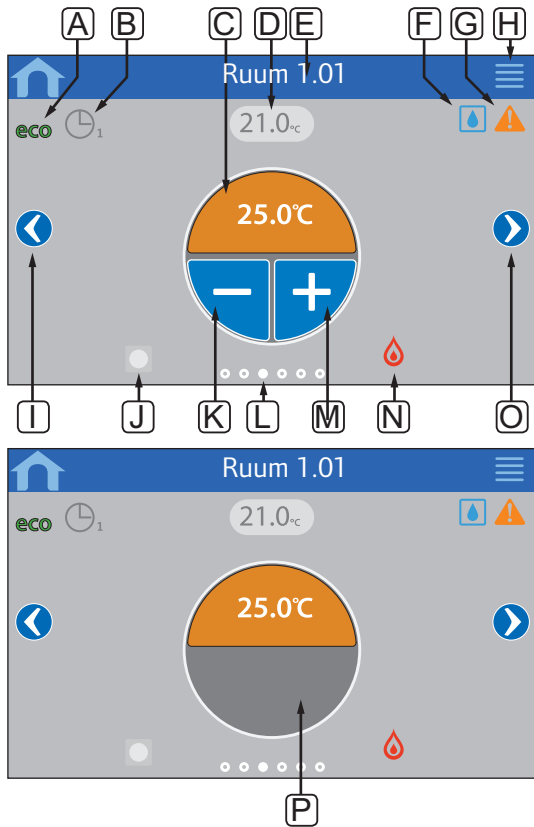 A B C D E F G H
Ruum 1.01
eco 1 21.0°C
25.0°C
− +
I J K L M N O
Ruum 1.01
eco 1 21.0°C
25.0°C
P